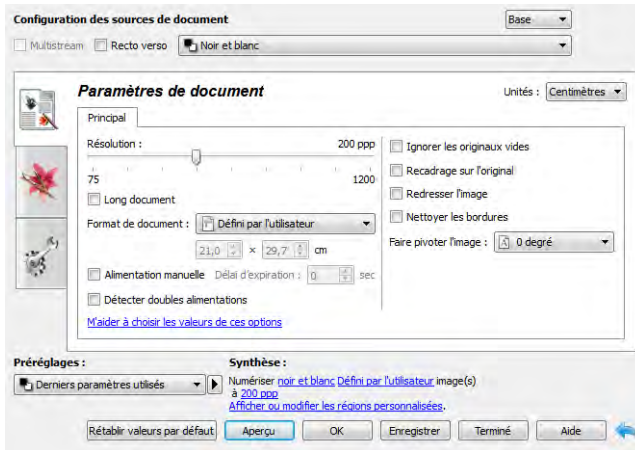 Configuration des sources de document
Base
Multistream Recto verso Noir et blanc
Paramètres de document
Unités : Centimètres
Principal
Résolution : 200 ppp
75 1200
Long document
Format de document : Défini par l'utilisateur
21,0 × 29,7 cm
Alimentation manuelle Délai d'expiration : 0 sec
Détecter doubles alimentations
M'aider à choisir les valeurs de ces options
Ignorer les originaux vides
Recadrage sur l'original
Redresser l'image
Nettoyer les bordures
Faire pivoter l'image : 0 degré
Préréglages :
Derniers paramètres utilisés
Synthèse :
Numériser noir et blanc Défini par l'utilisateur image(s)
à 200 ppp
Afficher ou modifier les régions personnalisées.
Rétablir valeurs par défaut Aperçu OK Enregistrer Terminé Aide